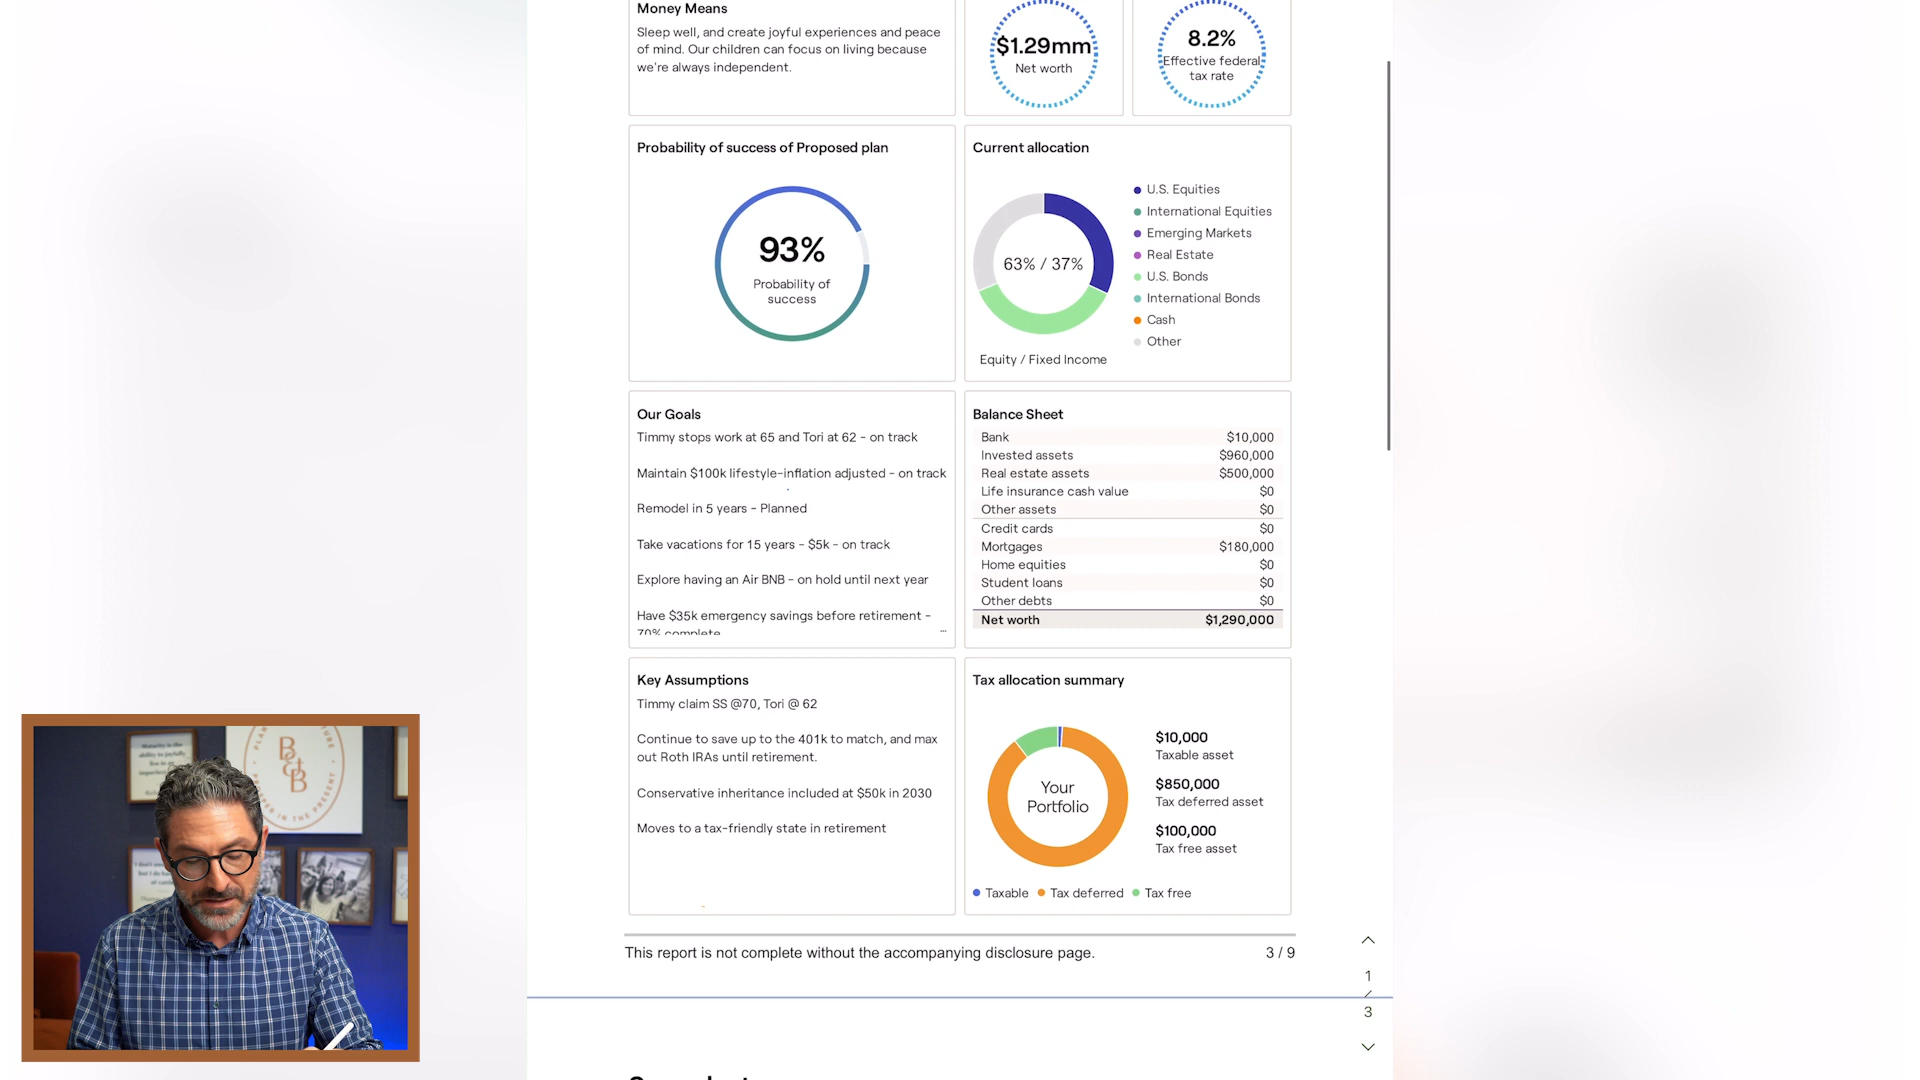 Money Means
Sleep well, and create joyful experiences and peace
of mind. Our children can focus on living because
we're always independent.
$1.29mm
Net worth
8.2%
Effective federal
tax rate
Probability of success of Proposed plan
93%
Probability of
success
Current allocation
63% / 37%
Equity / Fixed Income
U.S. Equities
International Equities
Emerging Markets
Real Estate
U.S. Bonds
International Bonds
Cash
Other
Our Goals
Timmy stops work at 65 and Tori at 62 - on track
Maintain $100k lifestyle-inflation adjusted - on track
Remodel in 5 years - Planned
Take vacations for 15 years - $5k - on track
Explore having an Air BNB - on hold until next year
Have $35k emergency savings before retirement -
70% complete
...
Balance Sheet
Bank $10,000
Invested assets $960,000
Real estate assets $500,000
Life insurance cash value $0
Other assets $0
Credit cards $0
Mortgages $180,000
Home equities $0
Student loans $0
Other debts $0
Net worth $1,290,000
Key Assumptions
Timmy claim SS @70, Tori @ 62
Continue to save up to the 401k to match, and max
out Roth IRAs until retirement.
Conservative inheritance included at $50k in 2030
Moves to a tax-friendly state in retirement
Tax allocation summary
Your
Portfolio
$10,000
Taxable asset
$850,000
Tax deferred asset
$100,000
Tax free asset
Taxable Tax deferred Tax free
This report is not complete without the accompanying disclosure page. 3 / 9
1
/
3
B&B